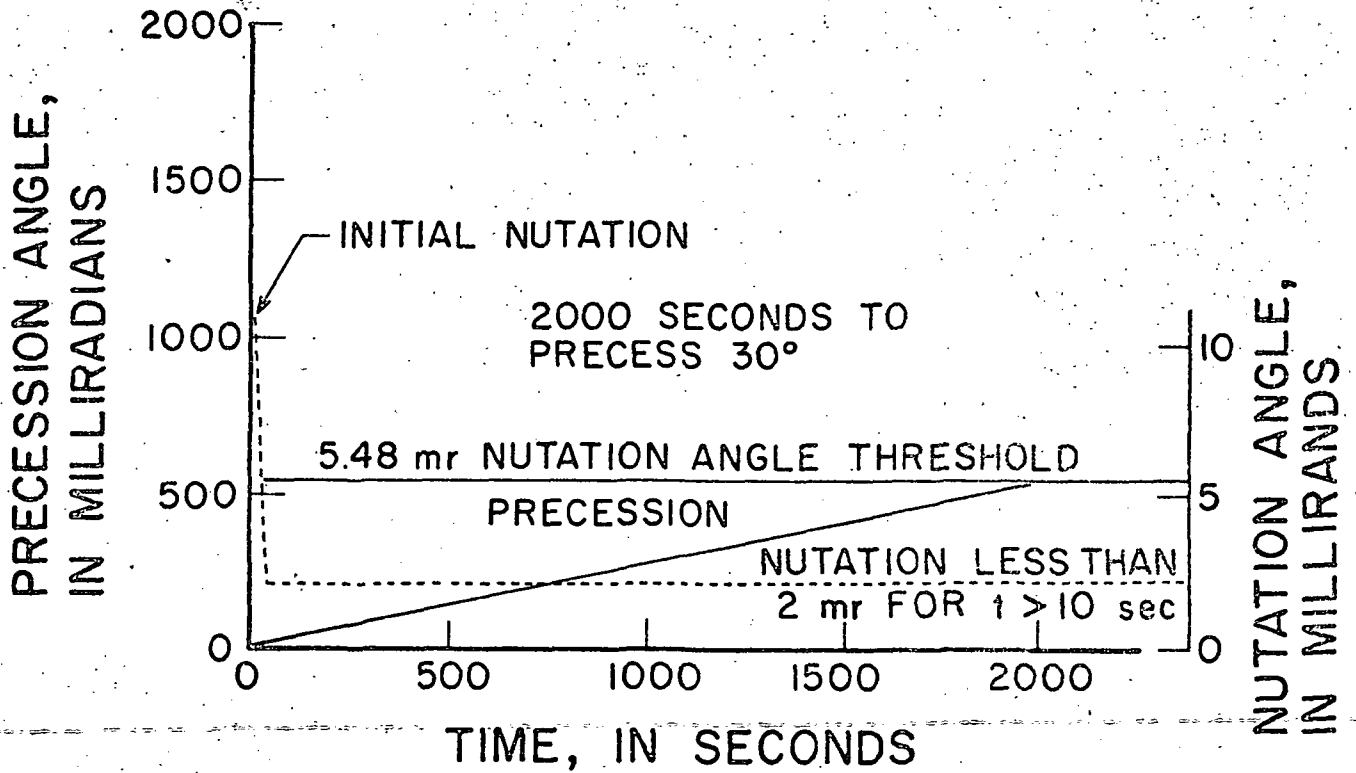 PRECESSION ANGLE,
IN MILLIRADIANS
2000
1500
1000
500
0
INITIAL NUTATION
2000 SECONDS TO
PRECESS 30°
5.48 mr NUTATION ANGLE THRESHOLD
PRECESSION
NUTATION LESS THAN
2 mr FOR t > 10 sec
10
5
0
NUTATION ANGLE,
IN MILLIRANDS
0 500 1000 1500 2000
TIME, IN SECONDS